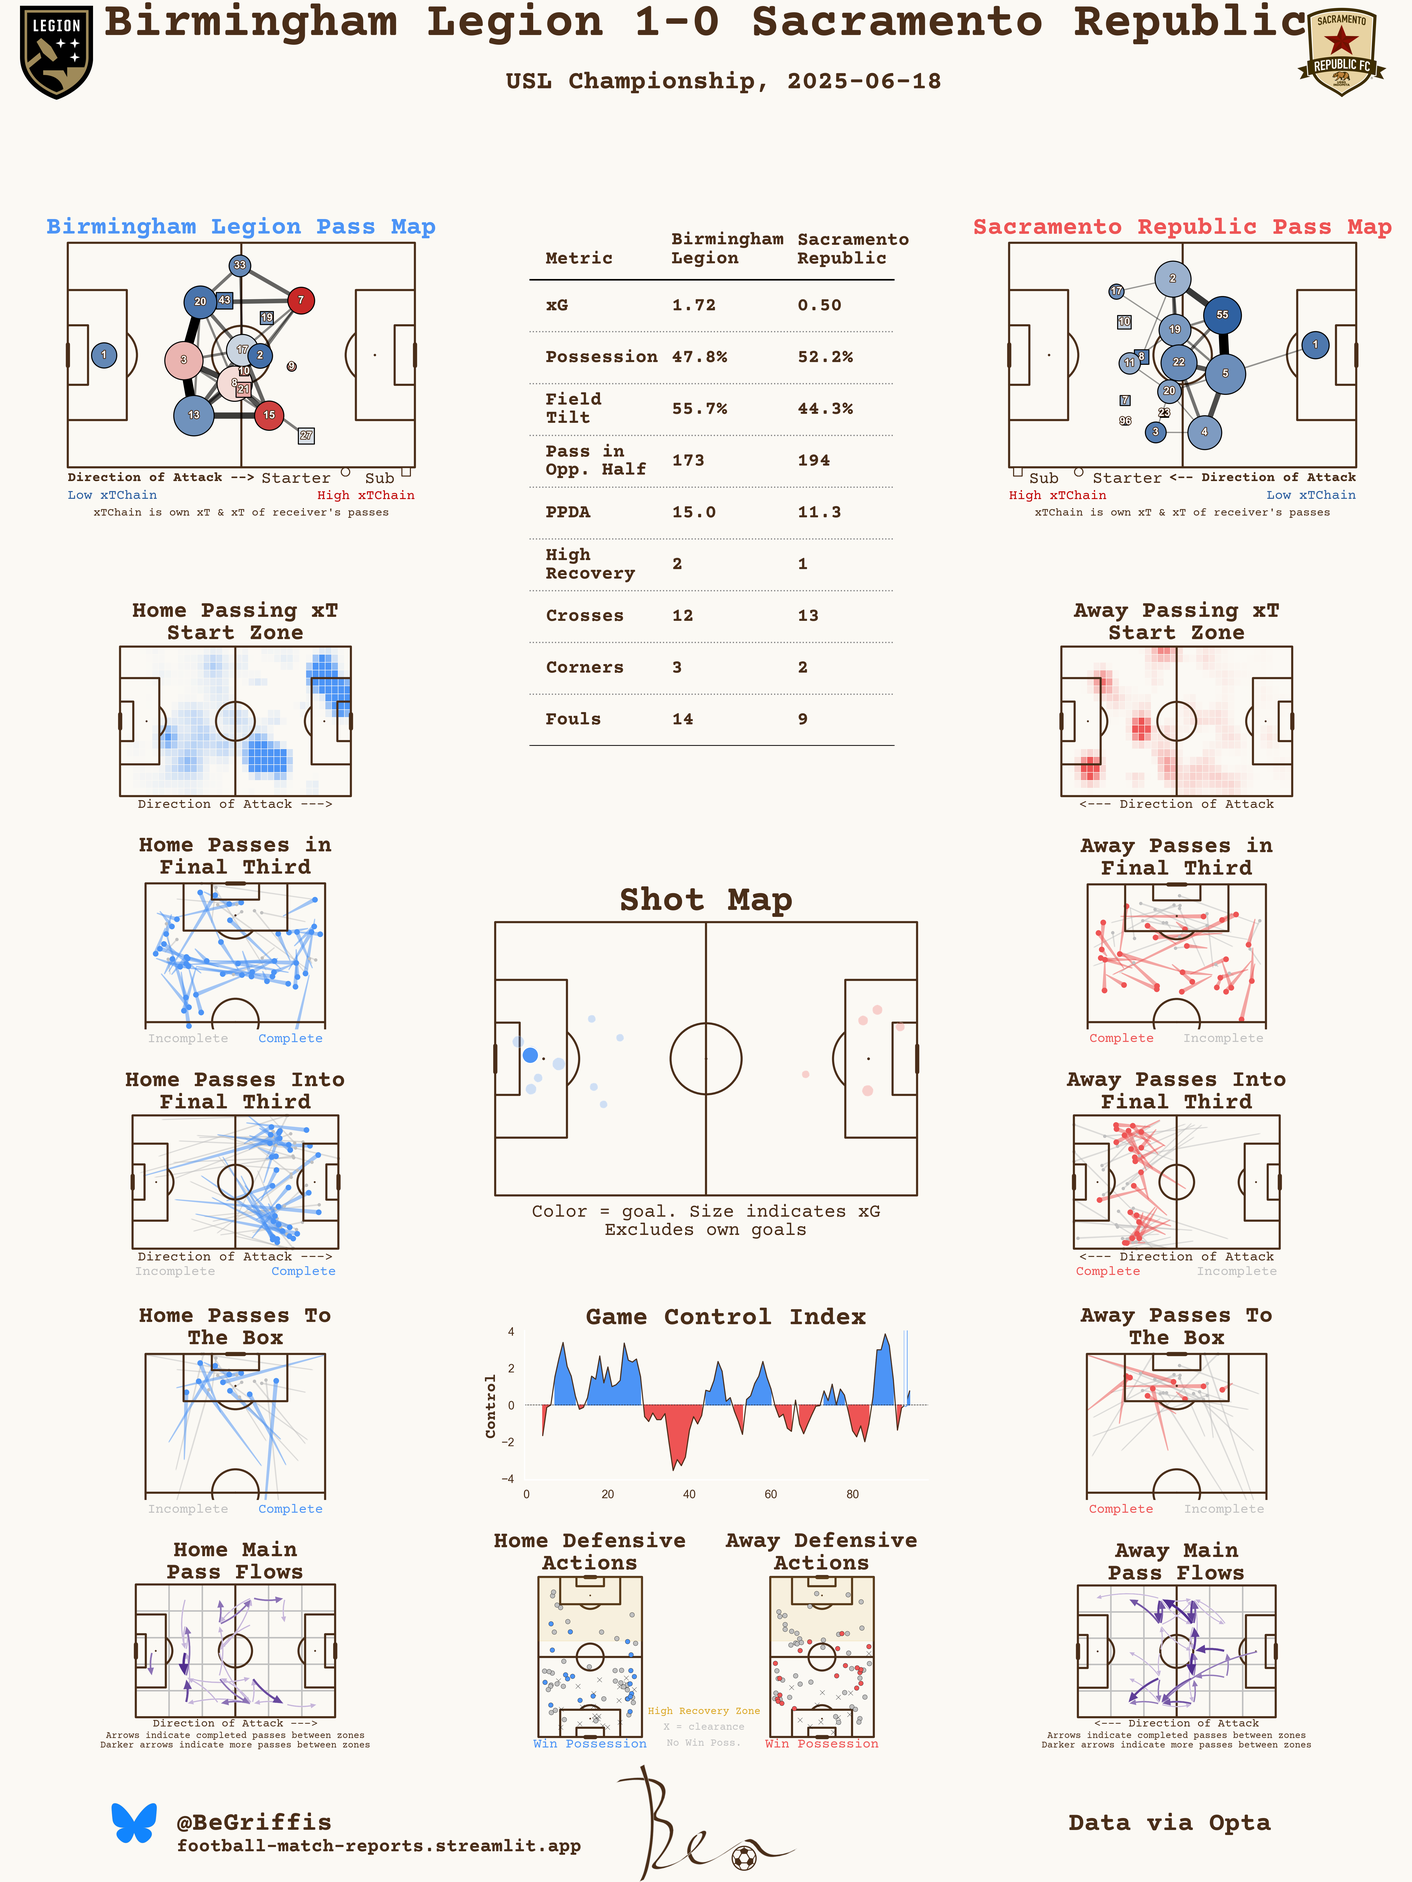 LEGION
Birmingham Legion 1-0 Sacramento Republic
SACRAMENTO
REPUBLIC FC
USL Championship, 2025-06-18
Birmingham Legion Pass Map
33
20
43
7
19
1
3
17
2
9
10
8
21
13
15
27
Direction of Attack --> Starter Sub
Low xTChain High xTChain
xTChain is own xT & xT of receiver's passes
Metric Birmingham Legion Sacramento Republic
xG 1.72 0.50
Possession 47.8% 52.2%
Field Tilt 55.7% 44.3%
Pass in Opp. Half 173 194
PPDA 15.0 11.3
High Recovery 2 1
Crosses 12 13
Corners 3 2
Fouls 14 9
Sacramento Republic Pass Map
2
17
10
55
19
1
8
11
22
5
20
7
23
96
3
4
Sub Starter <-- Direction of Attack
High xTChain Low xTChain
xTChain is own xT & xT of receiver's passes
Home Passing xT
Start Zone
Direction of Attack --->
Away Passing xT
Start Zone
<--- Direction of Attack
Home Passes in
Final Third
Incomplete Complete
Away Passes in
Final Third
Complete Incomplete
Shot Map
Color = goal. Size indicates xG
Excludes own goals
Home Passes Into
Final Third
Direction of Attack --->
Incomplete Complete
Away Passes Into
Final Third
<--- Direction of Attack
Complete Incomplete
Home Passes To
The Box
Incomplete Complete
Game Control Index
Control
4
2
0
−2
−4
0 20 40 60 80
Away Passes To
The Box
Complete Incomplete
Home Main
Pass Flows
Direction of Attack --->
Arrows indicate completed passes between zones
Darker arrows indicate more passes between zones
Home Defensive
Actions
Win Possession
High Recovery Zone
X = clearance
No Win Poss.
Away Defensive
Actions
Win Possession
Away Main
Pass Flows
<--- Direction of Attack
Arrows indicate completed passes between zones
Darker arrows indicate more passes between zones
@BeGriffis
football-match-reports.streamlit.app
Ben
Data via Opta